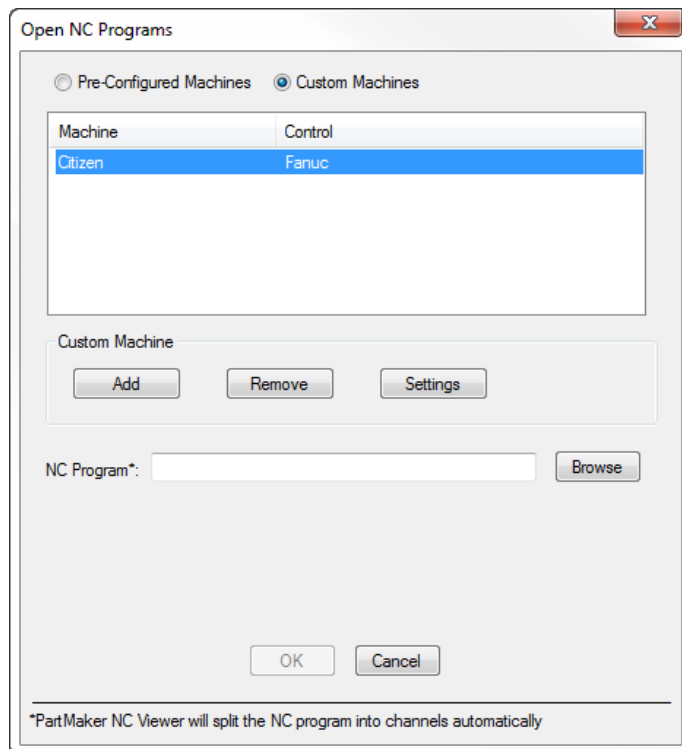 Open NC Programs
Pre-Configured Machines Custom Machines
Machine Control
Citizen Fanuc
Custom Machine
Add Remove Settings
NC Program*: Browse
OK Cancel
*PartMaker NC Viewer will split the NC program into channels automatically